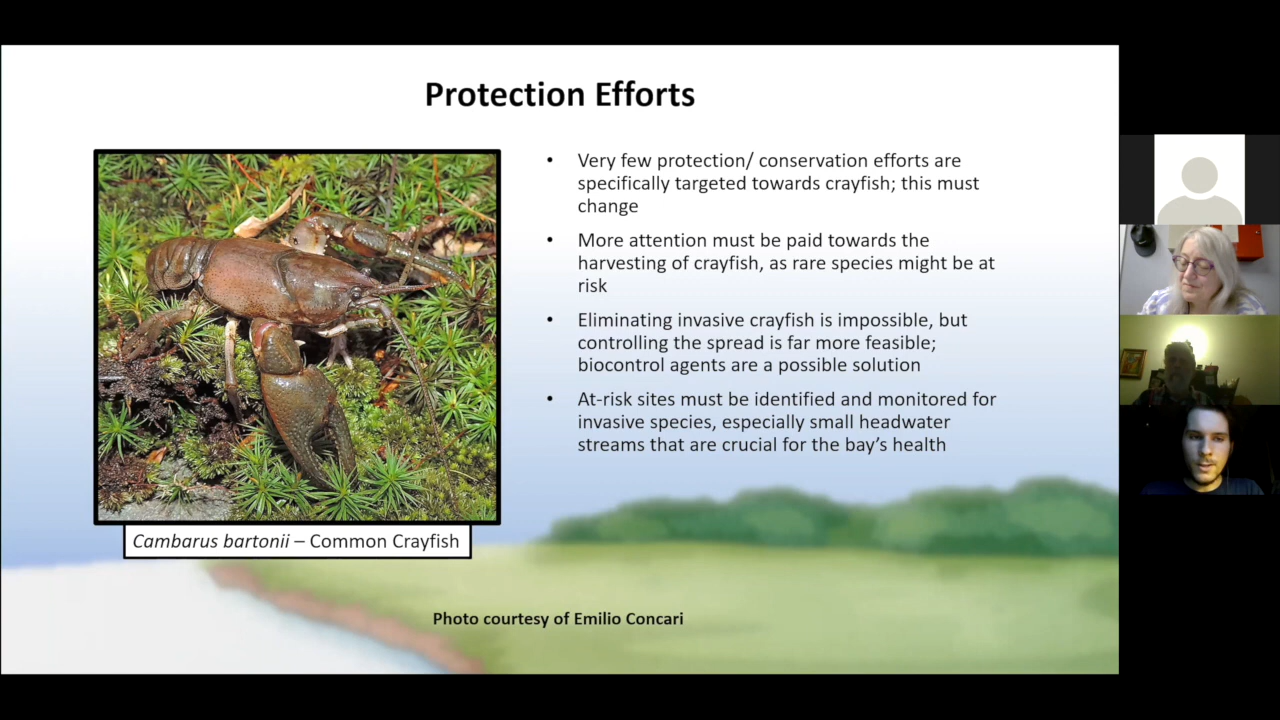 Protection Efforts
• Very few protection/ conservation efforts are
specifically targeted towards crayfish; this must
change
• More attention must be paid towards the
harvesting of crayfish, as rare species might be at
risk
• Eliminating invasive crayfish is impossible, but
controlling the spread is far more feasible;
biocontrol agents are a possible solution
• At-risk sites must be identified and monitored for
invasive species, especially small headwater
streams that are crucial for the bay's health
Cambarus bartonii – Common Crayfish
Photo courtesy of Emilio Concari